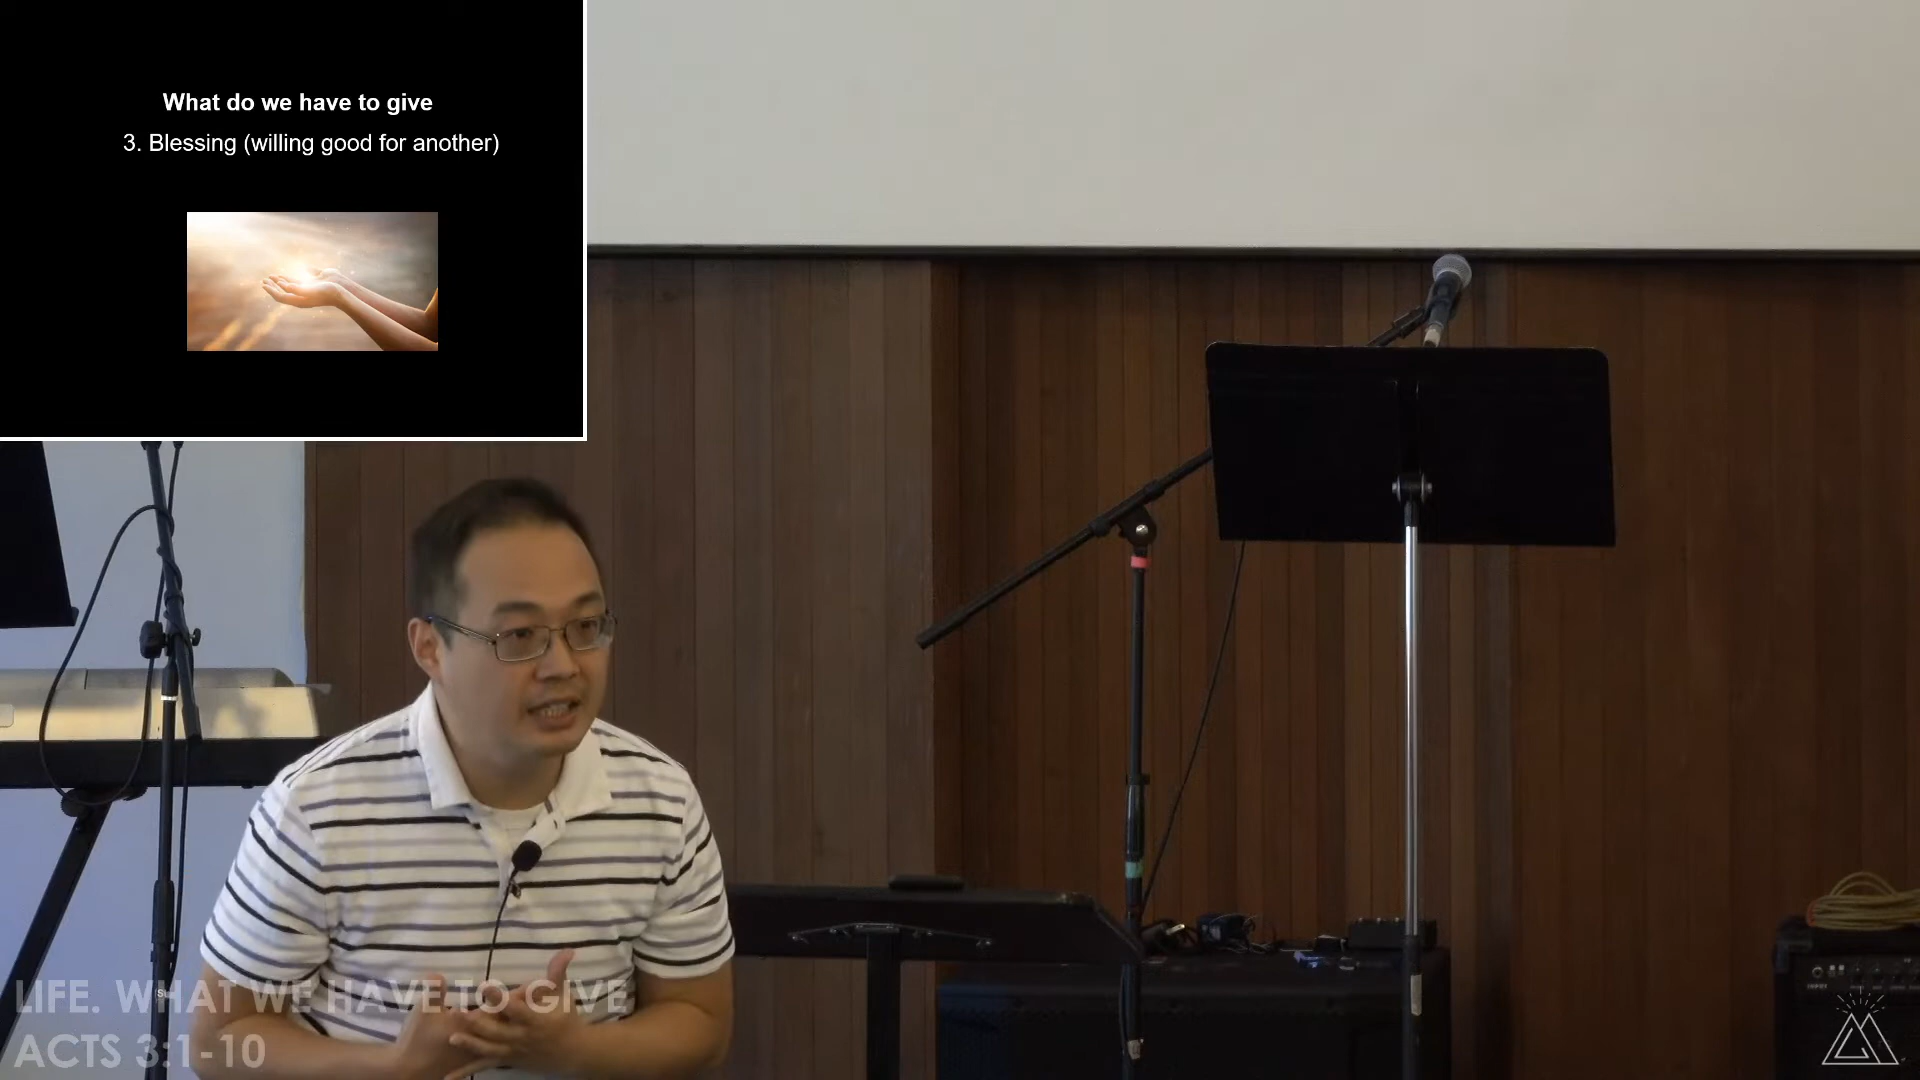 What do we have to give
3. Blessing (willing good for another)
LIFE. WHAT WE HAVE TO GIVE
ACTS 3:1-10